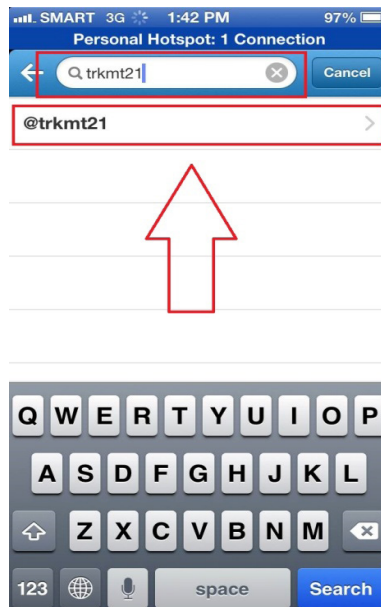 SMART 3G 1:42 PM 97%
Personal Hotspot: 1 Connection
trkmt21 Cancel
@trkmt21
Q W E R T Y U I O P
A S D F G H J K L
Z X C V B N M
123 space Search